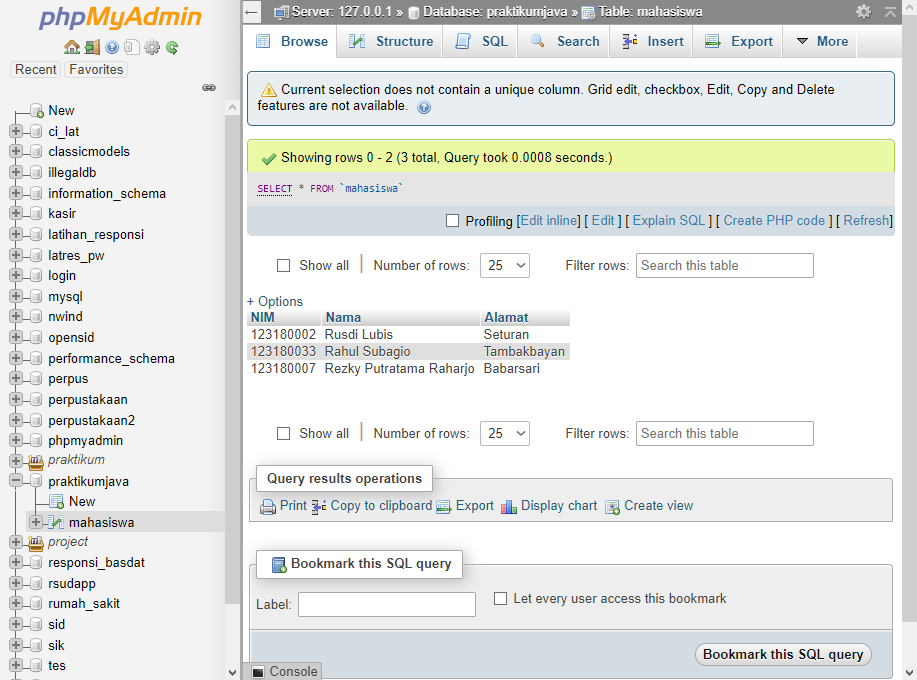 phpMyAdmin
Recent Favorites
New
ci_lat
classicmodels
illegaldb
information_schema
kasir
latihan_responsi
latres_pw
login
mysql
nwind
opensid
performance_schema
perpus
perpustakaan
perpustakaan2
phpmyadmin
praktikum
praktikumjava
New
mahasiswa
project
responsi_basdat
rsudapp
rumah_sakit
sid
sik
tes
Server: 127.0.0.1 » Database: praktikumjava » Table: mahasiswa
Browse Structure SQL Search Insert Export More
Current selection does not contain a unique column. Grid edit, checkbox, Edit, Copy and Delete
features are not available.
Showing rows 0 - 2 (3 total, Query took 0.0008 seconds.)
SELECT * FROM `mahasiswa`
Profiling [Edit inline] [ Edit ] [ Explain SQL ] [ Create PHP code ] [ Refresh]
Show all | Number of rows: 25 Filter rows: Search this table
+ Options
NIM Nama Alamat
123180002 Rusdi Lubis Seturan
123180033 Rahul Subagio Tambakbayan
123180007 Rezky Putratama Raharjo Babarsari
Show all | Number of rows: 25 Filter rows: Search this table
Query results operations
Print Copy to clipboard Export Display chart Create view
Bookmark this SQL query
Label: Let every user access this bookmark
Bookmark this SQL query
Console